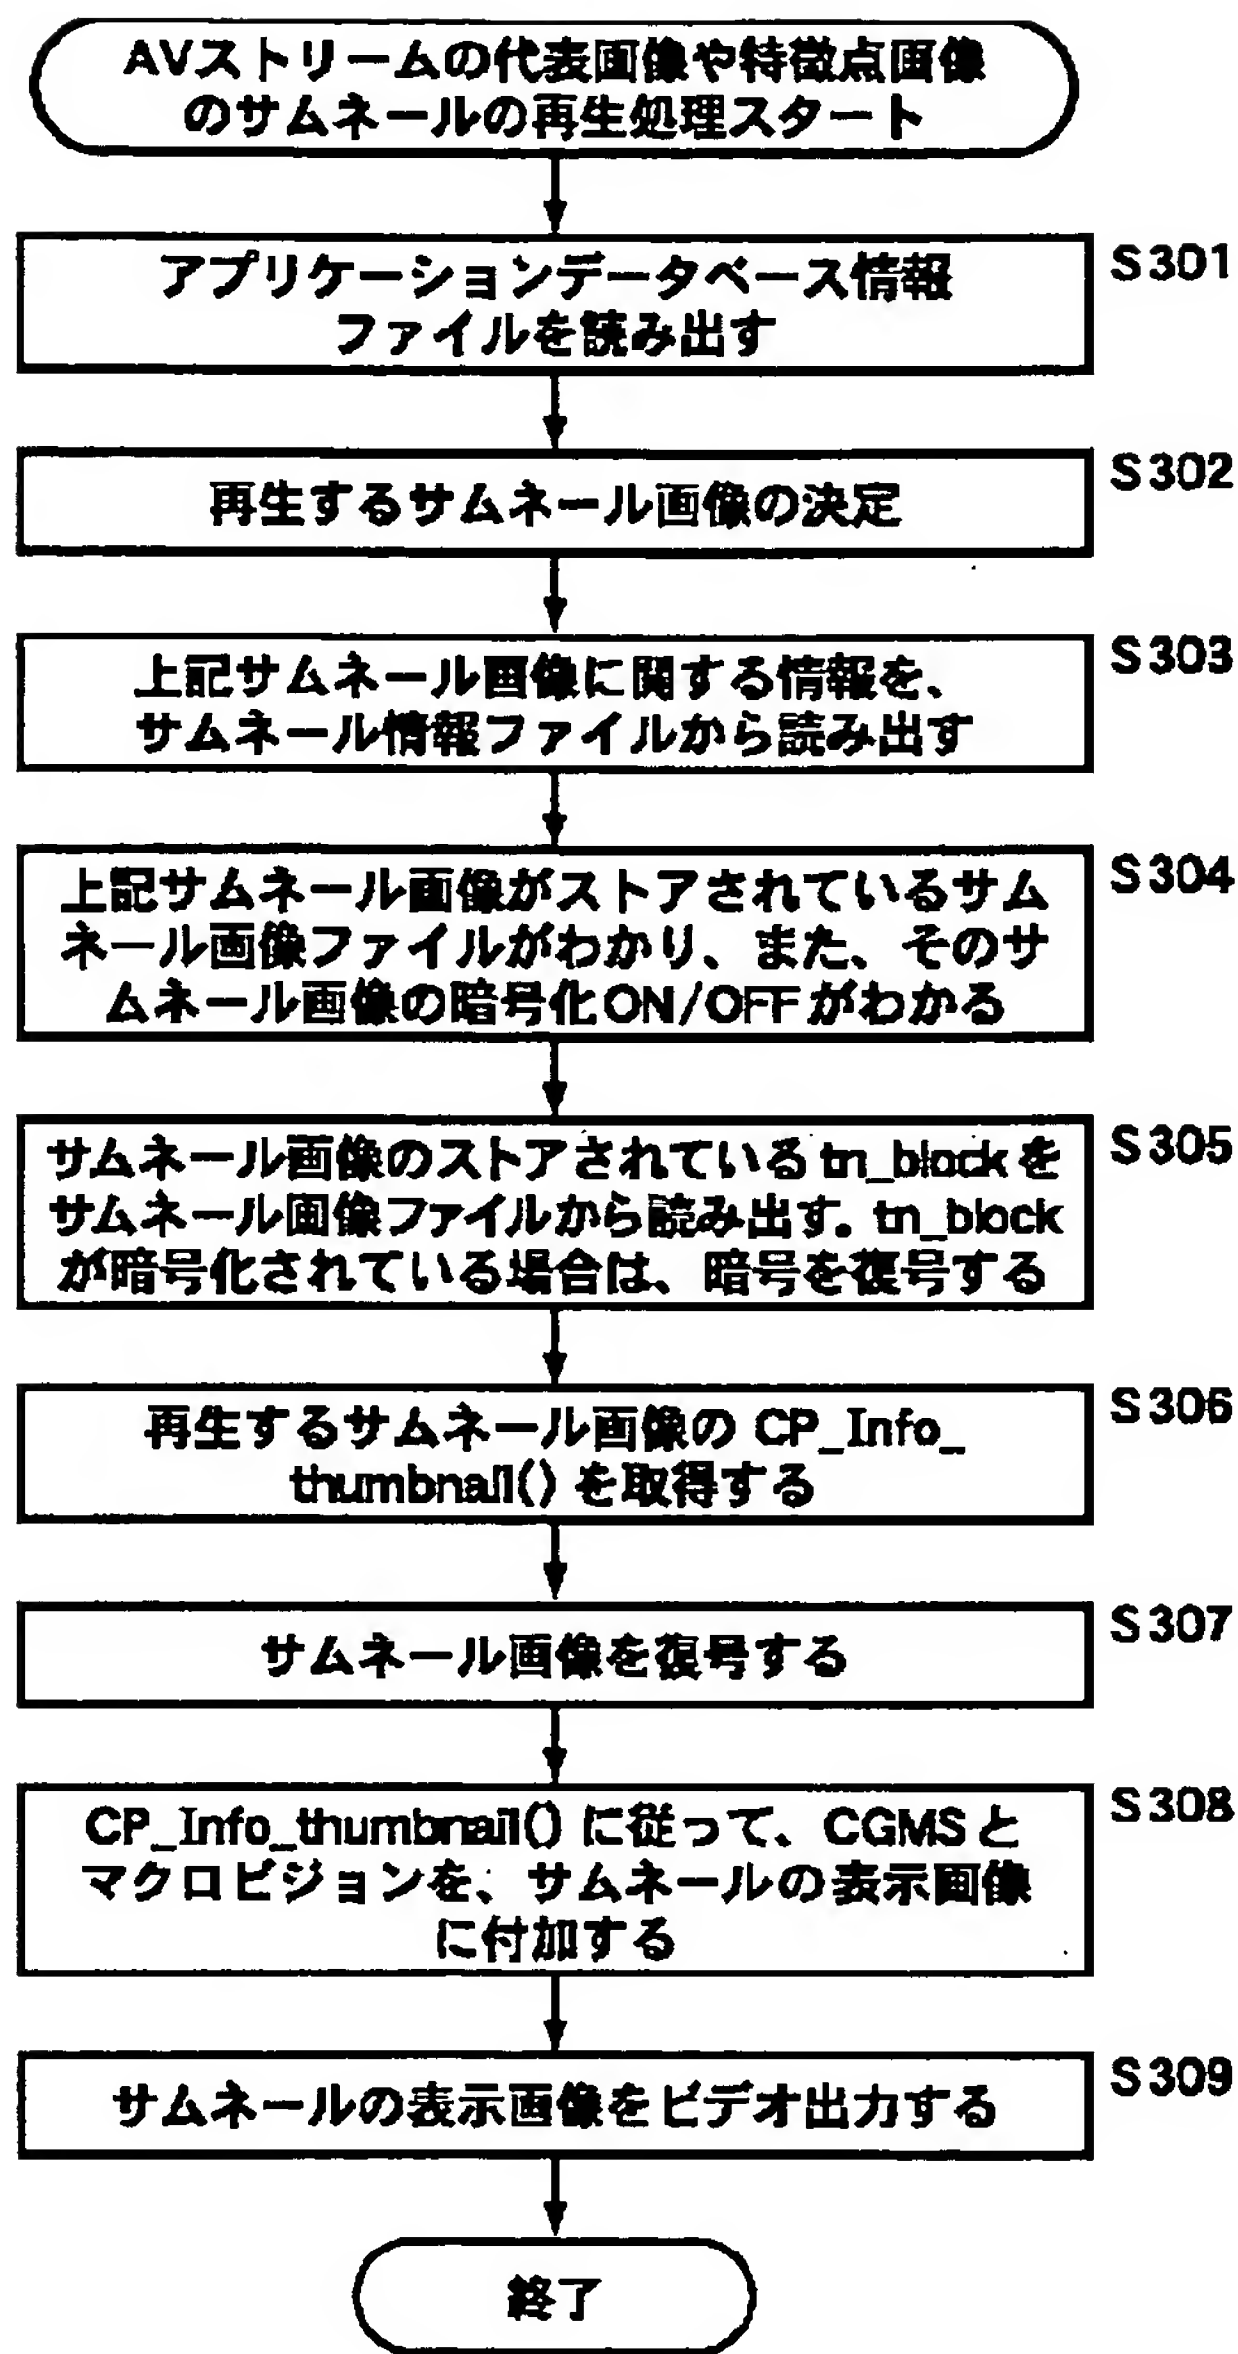 AVストリームの代表画像や特徴点画像
のサムネールの再生処理スタート
アプリケーションデータベース情報
ファイルを読み出す
S301
再生するサムネール画像の決定
S302
上記サムネール画像に関する情報を、
サムネール情報ファイルから読み出す
S303
上記サムネール画像がストアされているサム
ネール画像ファイルがわかり、また、そのサ
ムネール画像の暗号化ON/OFFがわかる
S304
サムネール画像のストアされているtn_blockを
サムネール画像ファイルから読み出す。tn_block
が暗号化されている場合は、暗号を復号する
S305
再生するサムネール画像の CP_Info_
thumbnail() を取得する
S306
サムネール画像を復号する
S307
CP_Info_thumbnail() に従って、CGMSと
マクロビジョンを、サムネールの表示画像
に付加する
S308
サムネールの表示画像をビデオ出力する
S309
終了